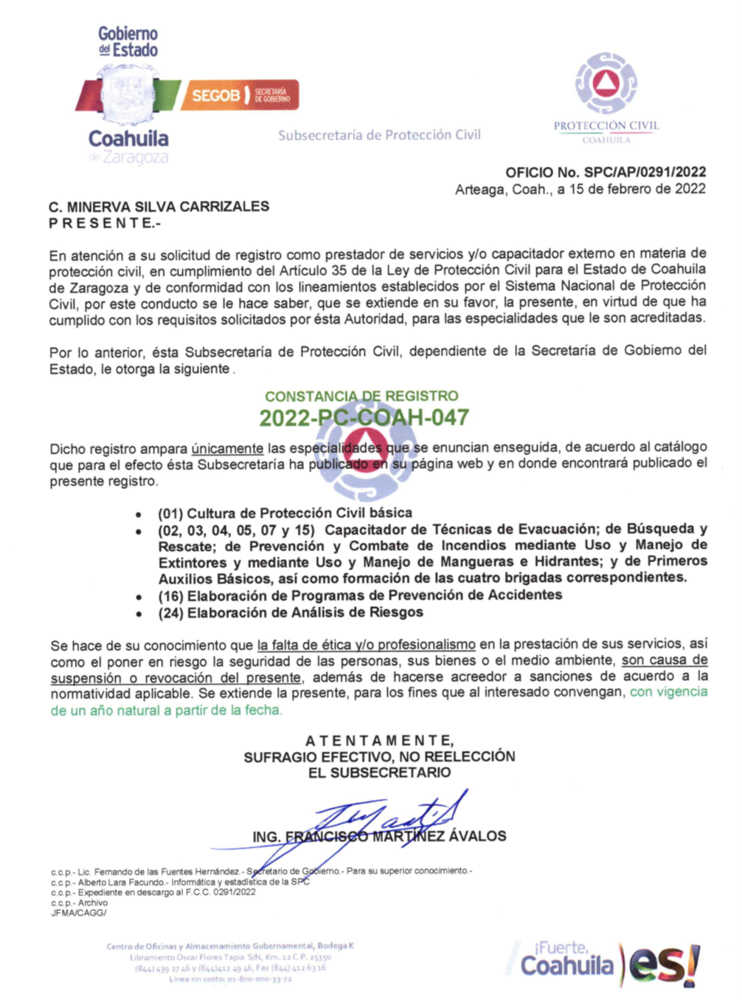 Gobierno
del Estado
SEGOB
SECRETARÍA
DE GOBIERNO
Coahuila
de Zaragoza
Subsecretaría de Protección Civil
PROTECCIÓN CIVIL
COAHUILA
OFICIO No. SPC/AP/0291/2022
Arteaga, Coah., a 15 de febrero de 2022
C. MINERVA SILVA CARRIZALES
P R E S E N T E.-
En atención a su solicitud de registro como prestador de servicios y/o capacitador externo en materia de
protección civil, en cumplimiento del Artículo 35 de la Ley de Protección Civil para el Estado de Coahuila
de Zaragoza y de conformidad con los lineamientos establecidos por el Sistema Nacional de Protección
Civil, por este conducto se le hace saber, que se extiende en su favor, la presente, en virtud de que ha
cumplido con los requisitos solicitados por ésta Autoridad, para las especialidades que le son acreditadas.
Por lo anterior, ésta Subsecretaría de Protección Civil, dependiente de la Secretaría de Gobierno del
Estado, le otorga la siguiente .
CONSTANCIA DE REGISTRO
2022-PC-COAH-047
Dicho registro ampara únicamente las especialidades que se enuncian enseguida, de acuerdo al catálogo
que para el efecto ésta Subsecretaría ha publicado en su página web y en donde encontrará publicado el
presente registro.
• (01) Cultura de Protección Civil básica
• (02, 03, 04, 05, 07 y 15) Capacitador de Técnicas de Evacuación; de Búsqueda y
Rescate; de Prevención y Combate de Incendios mediante Uso y Manejo de
Extintores y mediante Uso y Manejo de Mangueras e Hidrantes; y de Primeros
Auxilios Básicos, así como formación de las cuatro brigadas correspondientes.
• (16) Elaboración de Programas de Prevención de Accidentes
• (24) Elaboración de Análisis de Riesgos
Se hace de su conocimiento que la falta de ética y/o profesionalismo en la prestación de sus servicios, así
como el poner en riesgo la seguridad de las personas, sus bienes o el medio ambiente, son causa de
suspensión o revocación del presente, además de hacerse acreedor a sanciones de acuerdo a la
normatividad aplicable. Se extiende la presente, para los fines que al interesado convengan, con vigencia
de un año natural a partir de la fecha.
A T E N T A M E N T E,
SUFRAGIO EFECTIVO, NO REELECCIÓN
EL SUBSECRETARIO
ING. FRANCISCO MARTÍNEZ ÁVALOS
c.c.p.- Lic. Fernando de las Fuentes Hernández.- Secretario de Gobierno.- Para su superior conocimiento.-
c.c.p.- Alberto Lara Facundo.- Informática y estadística de la SPC
c.c.p.- Expediente en descargo al F.C.C. 0291/2022
c.c.p.- Archivo
JFMA/CAGG/
Centro de Oficinas y Almacenamiento Gubernamental, Bodega K
Libramiento Oscar Flores Tapia S/N, Km. 12 C.P. 25350
(844) 439 27 46 y (844)412 49 46, Fax (844) 412 63 16
Línea sin costo: 01-800-000-33-72
¡Fuerte,
Coahuila es!